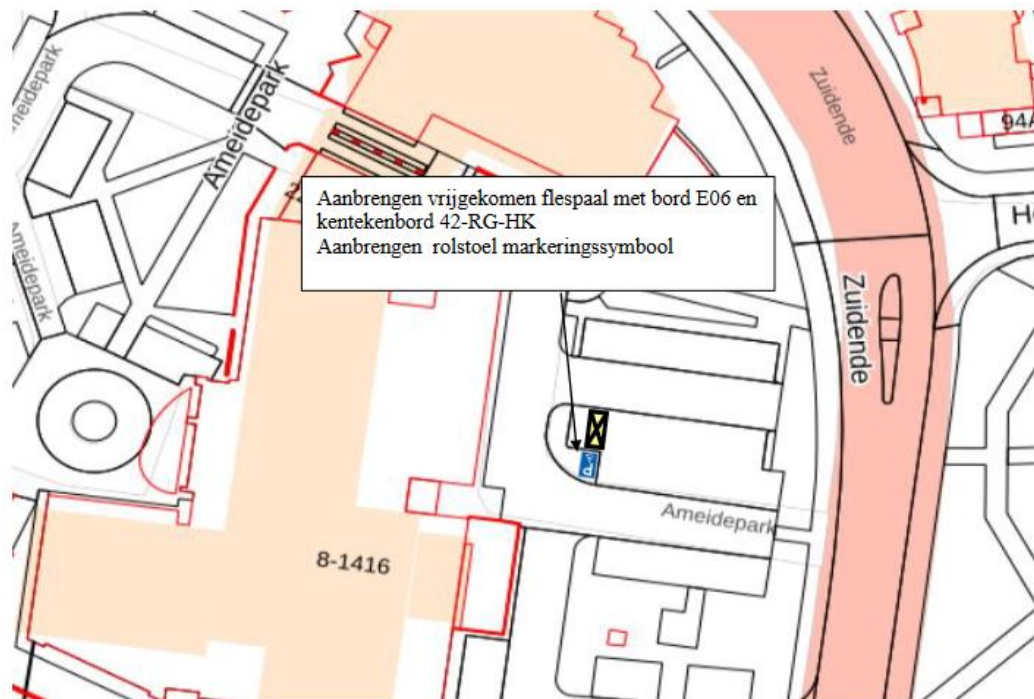 Ameidepark
Ameidepark
Zuidende
94A
Aanbrengen vrijgekomen flespaal met bord E06 en
kentekenbord 42-RG-HK
Aanbrengen rolstoel markeringssymbool
Ameidepark
Zuidende
Ameidepark
8-1416